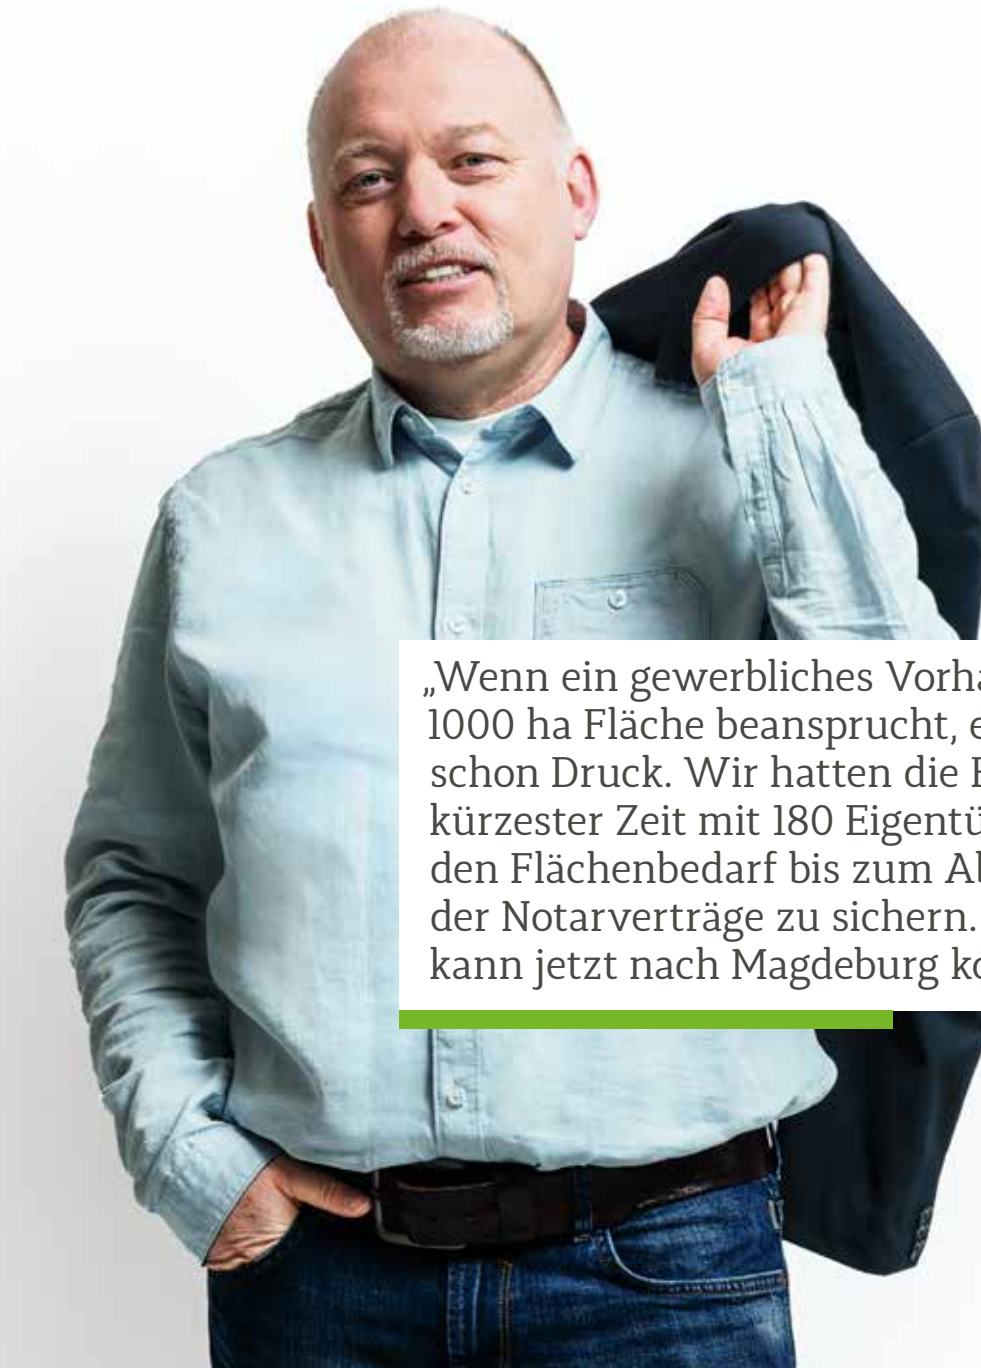 „Wenn ein gewerbliches Vorha
1000 ha Fläche beansprucht, e
schon Druck. Wir hatten die
kürzester Zeit mit 180 Eigentü
den Flächenbedarf bis zum
der Notarverträge zu sichern.
kann jetzt nach Magdeburg